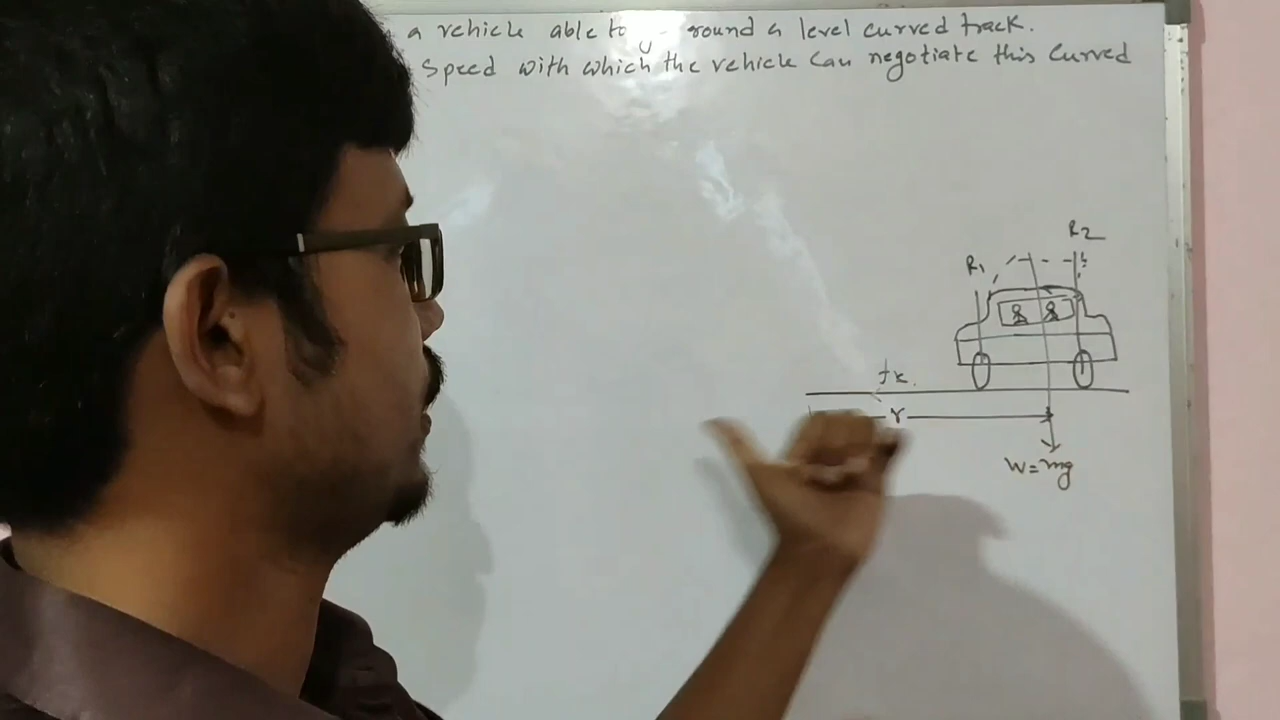 a vehicle able to round a level curved track.
Speed with which the vehicle can negotiate this curved
R2
R1
r
W=mg